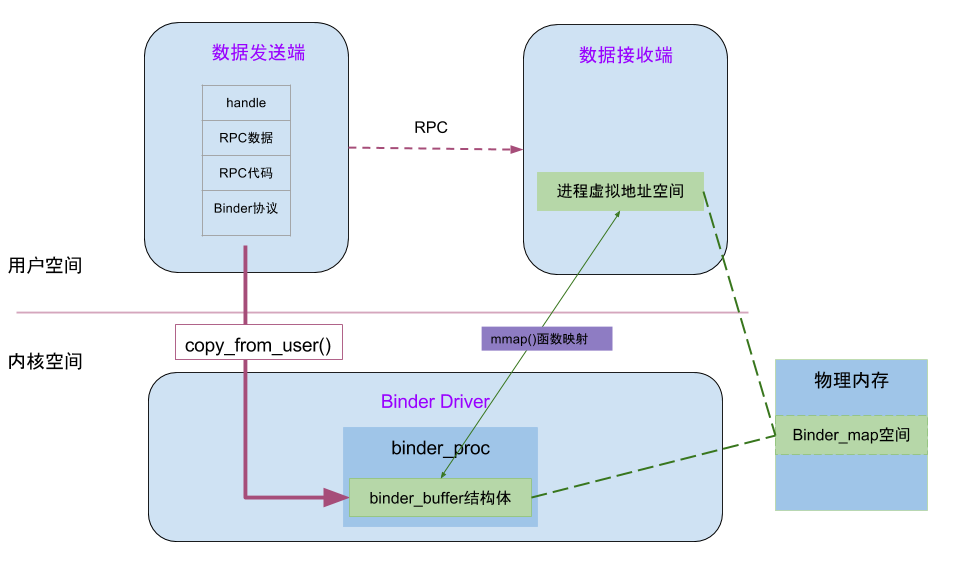 数据发送端
handle
RPC数据
RPC代码
Binder协议
RPC
数据接收端
进程虚拟地址空间
用户空间
内核空间
copy_from_user()
mmap()函数映射
Binder Driver
binder_proc
binder_buffer结构体
物理内存
Binder_map空间